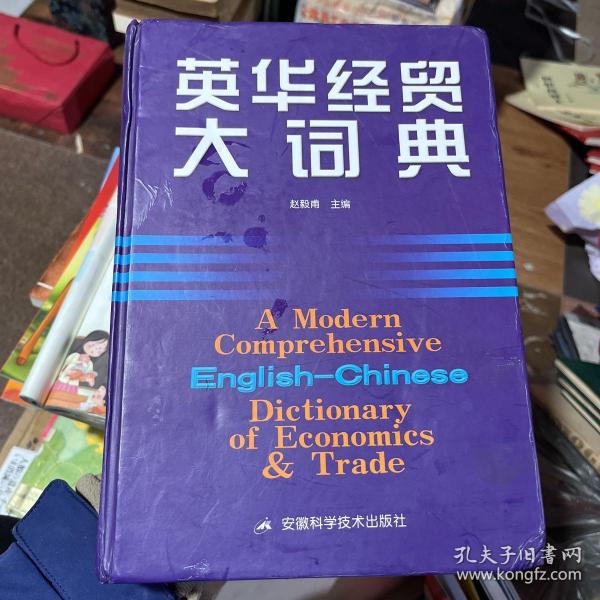 英华经贸
大词典
赵毅甫 主编
A Modern
Comprehensive
English-Chinese
Dictionary
of Economics
& Trade
安徽科学技术出版社
孔夫子旧书网
www.kongfz.com